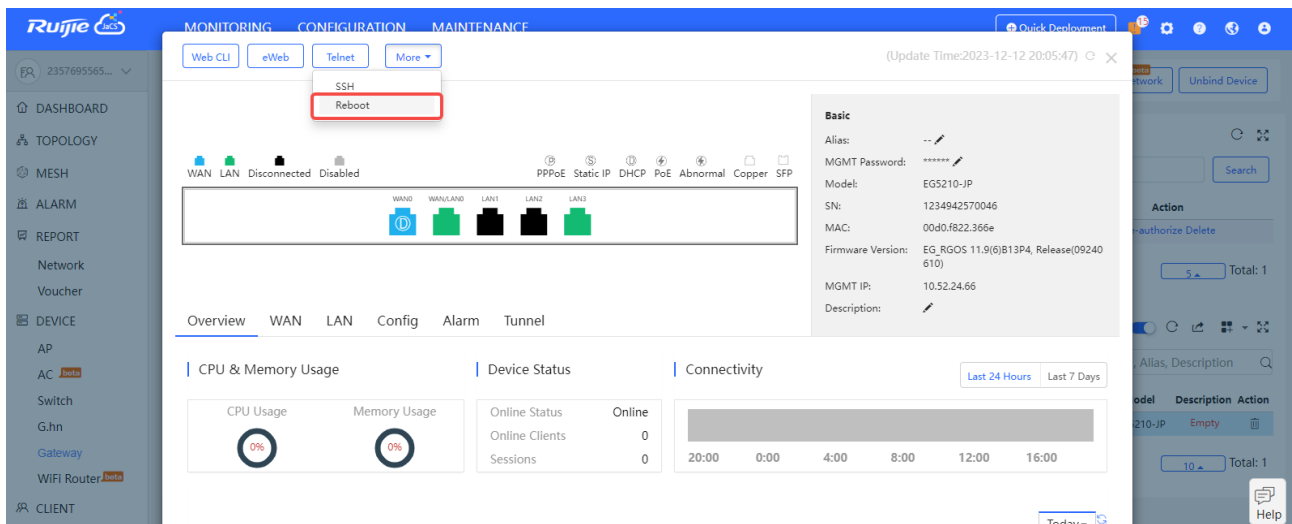 Ruijie JaCS MONITORING CONFIGURATION MAINTENANCE Quick Deployment 15
2357695565...
Web CLI eWeb Telnet More (Update Time:2023-12-12 20:05:47)
beta
Unbind Device
SSH
Reboot
DASHBOARD
TOPOLOGY
MESH
ALARM
REPORT
Network
Voucher
DEVICE
AP
AC beta
Switch
G.hn
Gateway
WiFi Router beta
CLIENT
WAN LAN Disconnected Disabled PPPoE Static IP DHCP PoE Abnormal Copper SFP
WAN0 WAN/LAN0 LAN1 LAN2 LAN3
D
Basic
Alias: --
MGMT Password: ******
Model: EG5210-JP
SN: 1234942570046
MAC: 00d0.f822.366e
Firmware Version: EG_RGOS 11.9(6)B13P4, Release(09240
610)
MGMT IP: 10.52.24.66
Description:
Overview WAN LAN Config Alarm Tunnel
CPU & Memory Usage
CPU Usage Memory Usage
0% 0%
Device Status
Online Status Online
Online Clients 0
Sessions 0
Connectivity
Last 24 Hours Last 7 Days
20:00 0:00 4:00 8:00 12:00 16:00
Today
Search
Action
-authorize Delete
5 Total: 1
, Alias, Description
odel Description Action
5210-JP Empty
10 Total: 1
Help